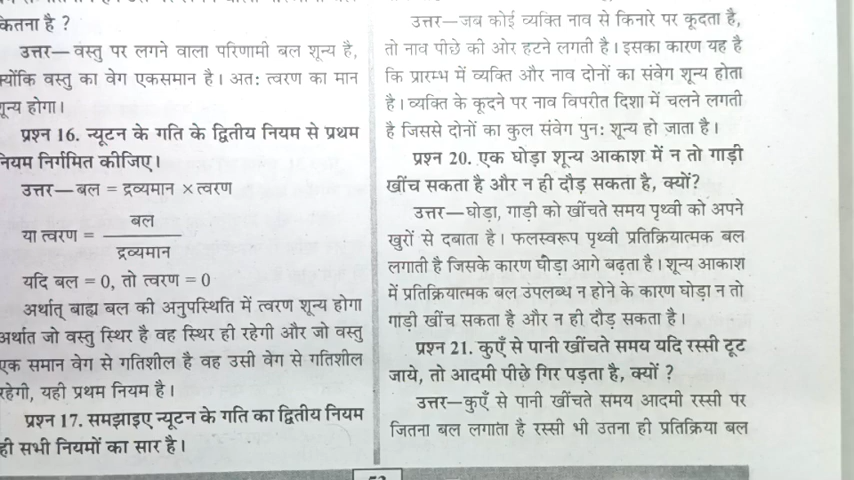 केतना है ?
उत्तर— वस्तु पर लगने वाला परिणामी बल शून्य है,
क्योंकि वस्तु का वेग एकसमान है। अत: त्वरण का मान
शून्य होगा।
प्रश्न 16. न्यूटन के गति के द्वितीय नियम से प्रथम
नियम निर्गमित कीजिए।
उत्तर— बल = द्रव्यमान × त्वरण
या त्वरण = बल
द्रव्यमान
यदि बल = 0, तो त्वरण = 0
अर्थात् बाह्य बल की अनुपस्थिति में त्वरण शून्य होगा
अर्थात जो वस्तु स्थिर है वह स्थिर ही रहेगी और जो वस्तु
एक समान वेग से गतिशील है वह उसी वेग से गतिशील
रहेगी, यही प्रथम नियम है।
प्रश्न 17. समझाइए न्यूटन के गति का द्वितीय नियम
ही सभी नियमों का सार है।
उत्तर—जब कोई व्यक्ति नाव से किनारे पर कूदता है,
तो नाव पीछे की ओर हटने लगती है। इसका कारण यह है
कि प्रारम्भ में व्यक्ति और नाव दोनों का संवेग शून्य होता
है। व्यक्ति के कूदने पर नाव विपरीत दिशा में चलने लगती
है जिससे दोनों का कुल संवेग पुन: शून्य हो जाता है।
प्रश्न 20. एक घोड़ा शून्य आकाश में न तो गाड़ी
खींच सकता है और न ही दौड़ सकता है, क्यों?
उत्तर—घोड़ा, गाड़ी को खींचते समय पृथ्वी को अपने
खुरों से दबाता है। फलस्वरूप पृथ्वी प्रतिक्रियात्मक बल
लगाती है जिसके कारण घोड़ा आगे बढ़ता है। शून्य आकाश
में प्रतिक्रियात्मक बल उपलब्ध न होने के कारण घोड़ा न तो
गाड़ी खींच सकता है और न ही दौड़ सकता है।
प्रश्न 21. कुएँ से पानी खींचते समय यदि रस्सी टूट
जाये, तो आदमी पीछे गिर पड़ता है, क्यों ?
उत्तर—कुएँ से पानी खींचते समय आदमी रस्सी पर
जितना बल लगाता है रस्सी भी उतना ही प्रतिक्रिया बल